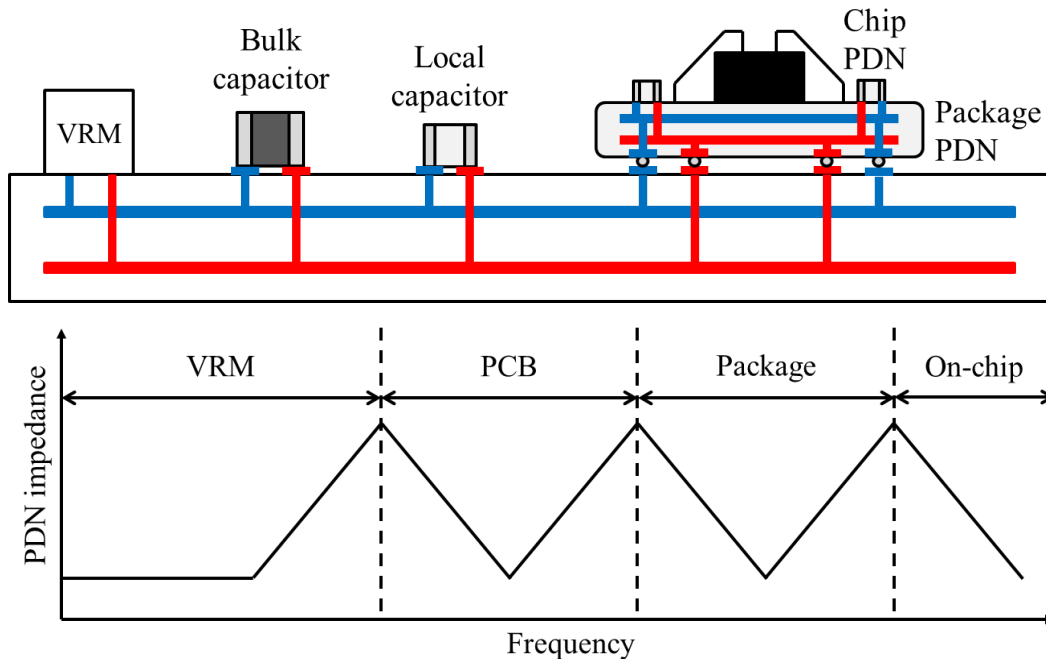 Bulk
capacitor
Local
capacitor
Chip
PDN
VRM
Package
PDN
VRM
PCB
Package
On-chip
PDN impedance
Frequency